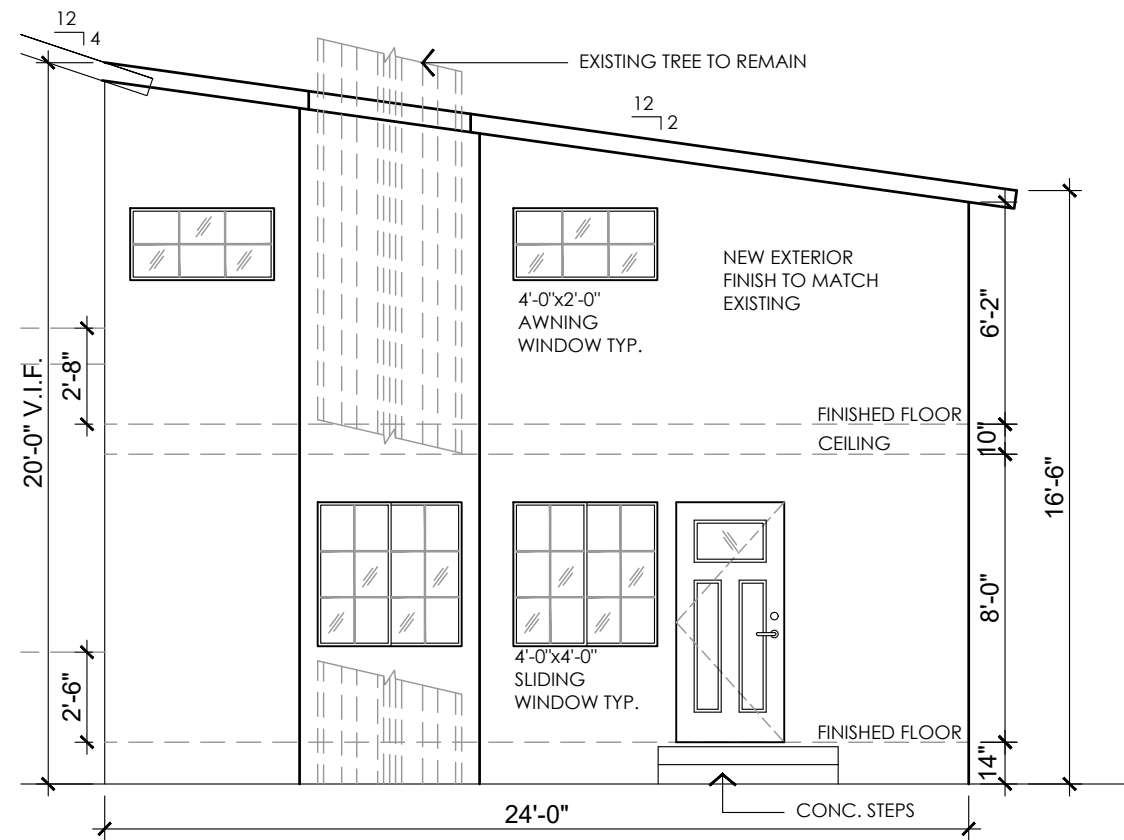 12
4
EXISTING TREE TO REMAIN
12
2
NEW EXTERIOR
FINISH TO MATCH
EXISTING
4'-0"x2'-0"
AWNING
WINDOW TYP.
6'-2"
20'-0" V.I.F.
2'-8"
FINISHED FLOOR
10"
CEILING
16'-6"
8'-0"
4'-0"x4'-0"
SLIDING
WINDOW TYP.
2'-6"
FINISHED FLOOR
14"
24'-0"
CONC. STEPS